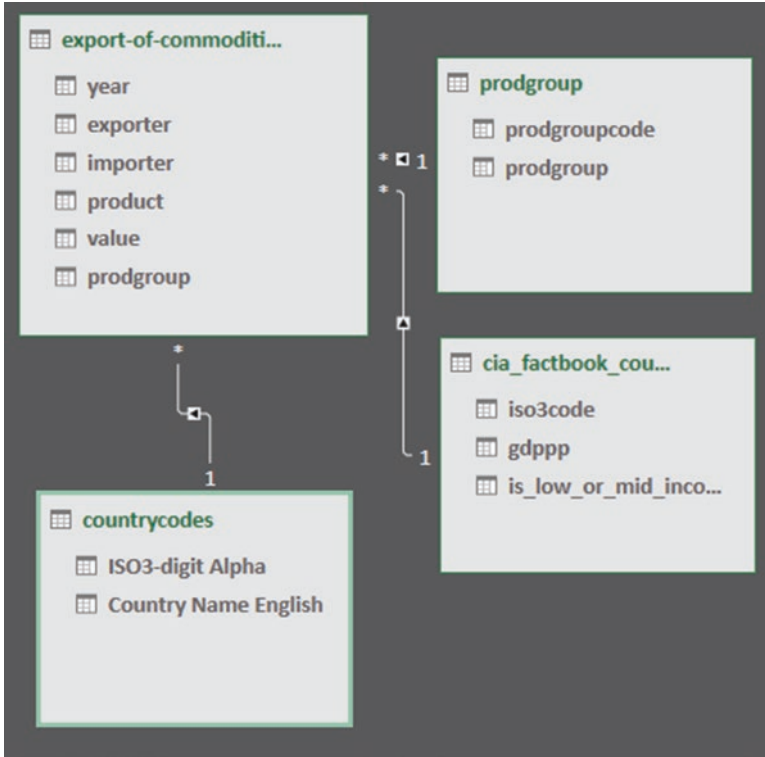 export-of-commoditi...
year
exporter
importer
product
value
prodgroup
prodgroup
prodgroupcode
prodgroup
* 1
*
1
cia_factbook_cou...
iso3code
gdppp
is_low_or_mid_inco...
*
1
countrycodes
ISO3-digit Alpha
Country Name English